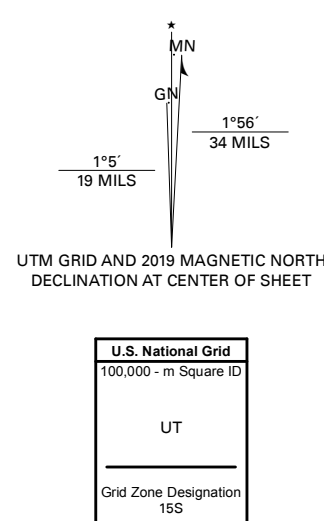 ★
MN
GN
1°56´
34 MILS
1°5´
19 MILS
UTM GRID AND 2019 MAGNETIC NORTH
DECLINATION AT CENTER OF SHEET
U.S. National Grid
100,000 - m Square ID
UT
Grid Zone Designation
15S